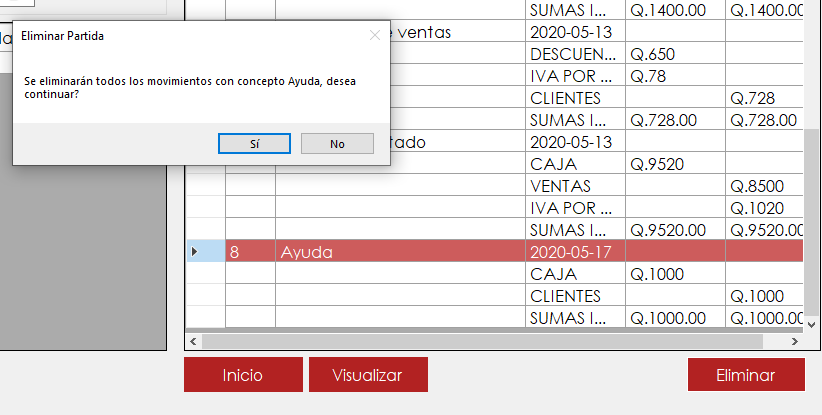 Eliminar Partida
Se eliminarán todos los movimientos con concepto Ayuda, desea
continuar?
Sí No
SUMAS I... Q.1400.00 Q.1400.00
e ventas 2020-05-13
DESCUEN... Q.650
IVA POR ... Q.78
CLIENTES Q.728
SUMAS I... Q.728.00 Q.728.00
tado 2020-05-13
CAJA Q.9520
VENTAS Q.8500
IVA POR ... Q.1020
SUMAS I... Q.9520.00 Q.9520.00
8 Ayuda 2020-05-17
CAJA Q.1000
CLIENTES Q.1000
SUMAS I... Q.1000.00 Q.1000.00
Inicio Visualizar Eliminar